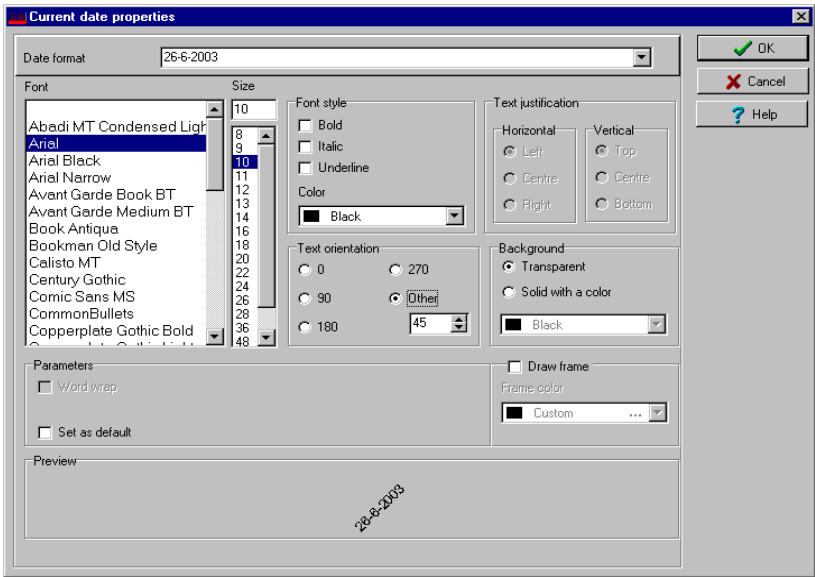 Current date properties
Date format 26-6-2003
OK
Cancel
Help
Font
Abadi MT Condensed Ligh
Arial
Arial Black
Arial Narrow
Avant Garde Book BT
Avant Garde Medium BT
Book Antiqua
Bookman Old Style
Calisto MT
Century Gothic
Comic Sans MS
CommonBullets
Copperplate Gothic Bold
Size
10
8
9
10
11
12
13
14
16
18
20
22
24
26
28
36
48
Font style
Bold
Italic
Underline
Color
Black
Text justification
Horizontal
Left
Centre
Right
Vertical
Top
Centre
Bottom
Text orientation
0
270
90
Other
180
45
Background
Transparent
Solid with a color
Black
Parameters
Word wrap
Set as default
Draw frame
Frame color
Custom ...
Preview
26-6-2003